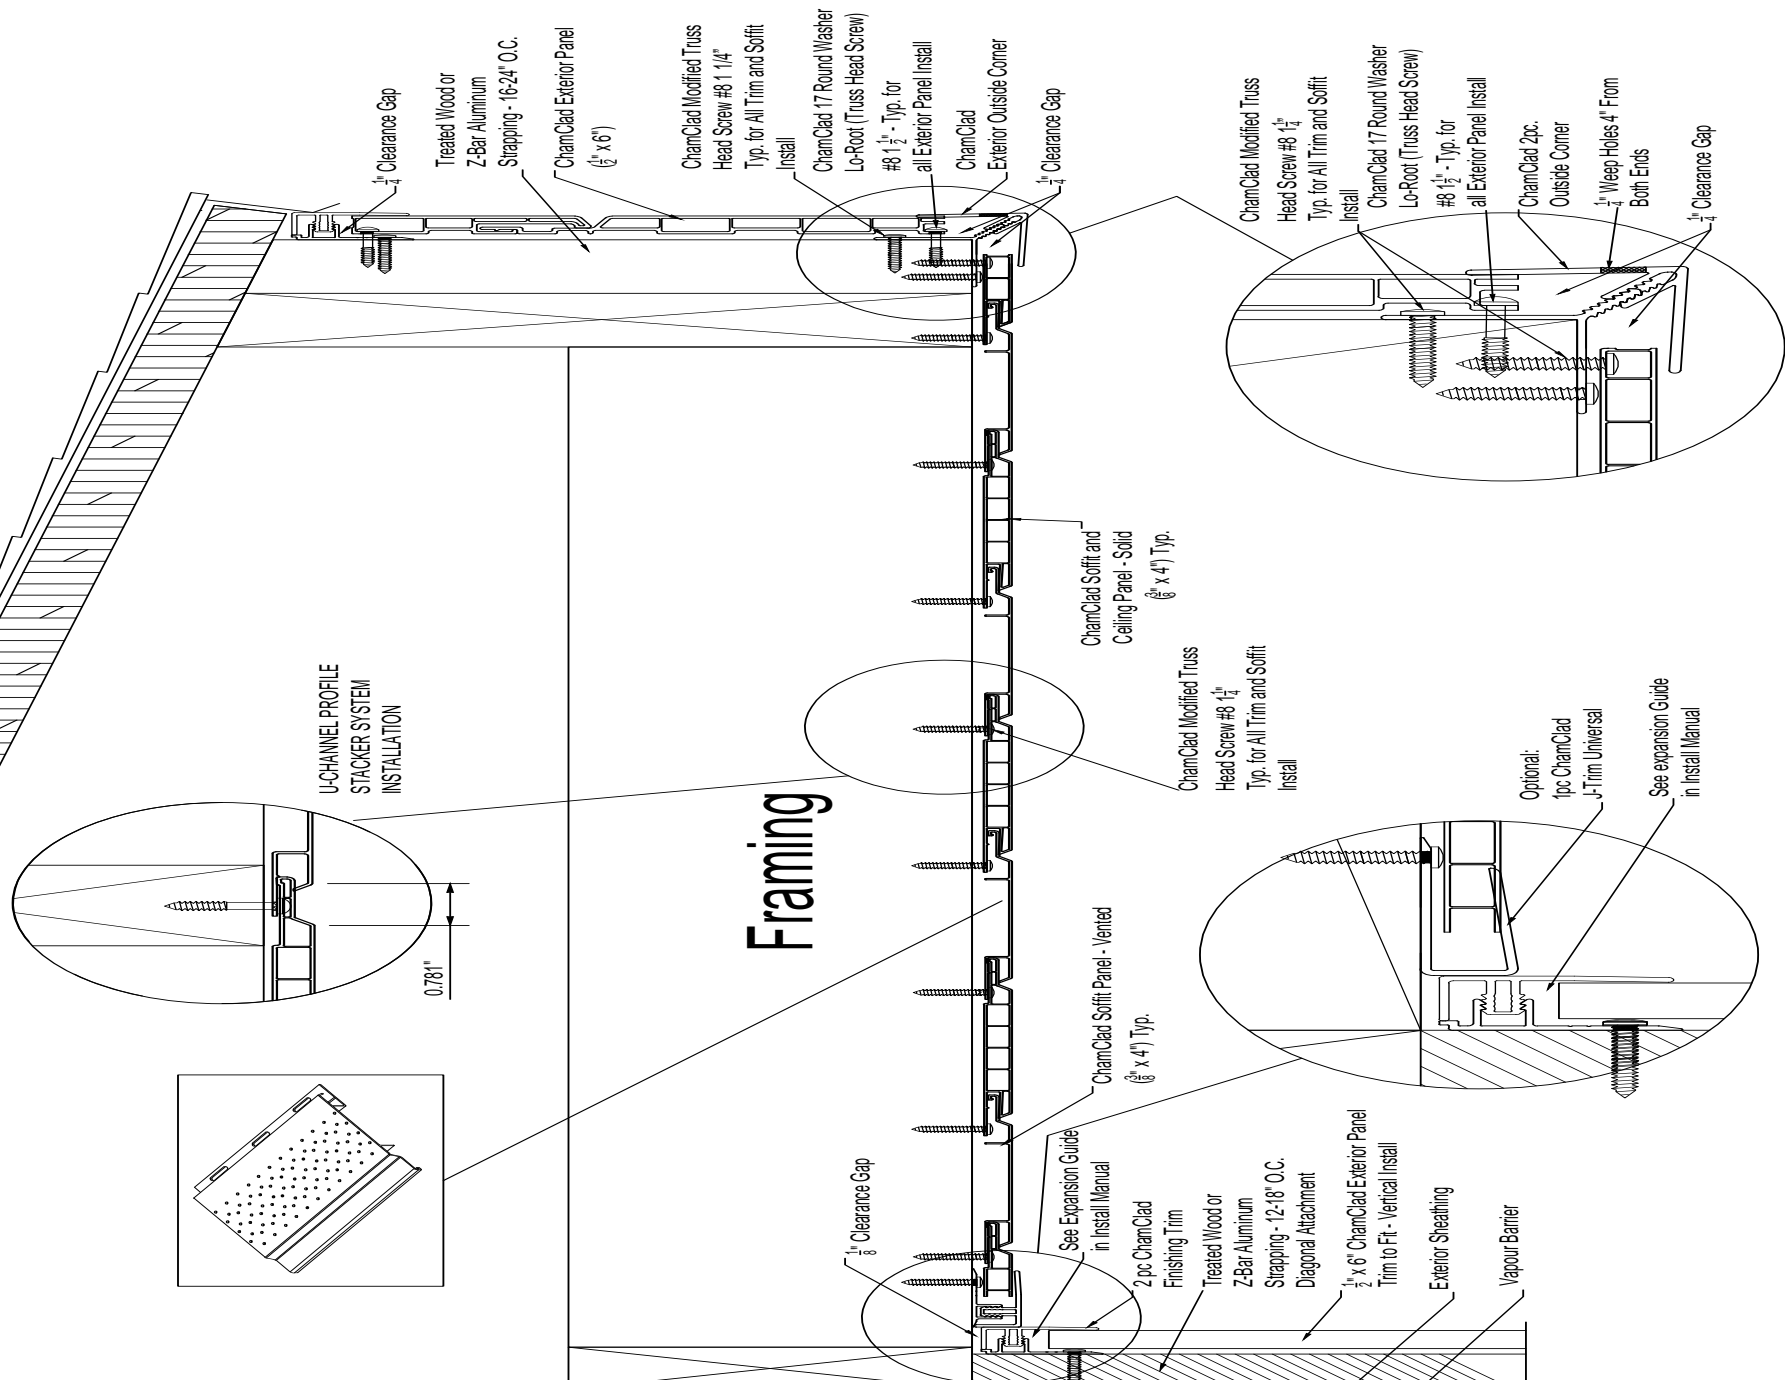 1/4" Clearance Gap
Treated Wood or
Z-Bar Aluminum
Strapping - 16-24" O.C.
ChamClad Exterior Panel
(1/2" x 6")
ChamClad Modified Truss
Head Screw #8 1 1/4"
Typ. for All Trim and Soffit
Install
ChamClad 17 Round Washer
Lo-Root (Truss Head Screw)
#8 1 1/2" - Typ. for
all Exterior Panel Install
ChamClad
Exterior Outside Corner
1/4" Clearance Gap
ChamClad Modified Truss
Head Screw #8 1 1/4"
Typ. for All Trim and Soffit
Install
ChamClad 17 Round Washer
Lo-Root (Truss Head Screw)
#8 1 1/2" - Typ. for
all Exterior Panel Install
ChamClad 2pc.
Outside Corner
1/4" Weep Holes 4" From
Both Ends
1/4" Clearance Gap
U-CHANNEL PROFILE
STACKER SYSTEM
INSTALLATION
0.781"
Framing
ChamClad Soffit and
Ceiling Panel - Solid
(3/8" x 4") Typ.
ChamClad Modified Truss
Head Screw #8 1 1/4"
Typ. for All Trim and Soffit
Install
Optional:
1pc ChamClad
J-Trim Universal
See expansion Guide
in Install Manual
ChamClad Soffit Panel - Vented
(3/8" x 4") Typ.
1/8" Clearance Gap
See Expansion Guide
in Install Manual
2 pc ChamClad
Finishing Trim
Treated Wood or
Z-Bar Aluminum
Strapping - 12-18" O.C.
Diagonal Attachment
1/2" x 6" ChamClad Exterior Panel
Trim to Fit - Vertical Install
Exterior Sheathing
Vapour Barrier